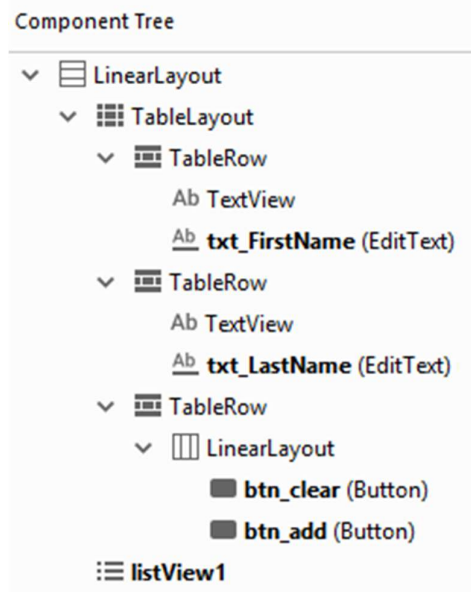 Component Tree
LinearLayout
TableLayout
TableRow
Ab TextView
Ab txt_FirstName (EditText)
TableRow
Ab TextView
Ab txt_LastName (EditText)
TableRow
LinearLayout
btn_clear (Button)
btn_add (Button)
listView1